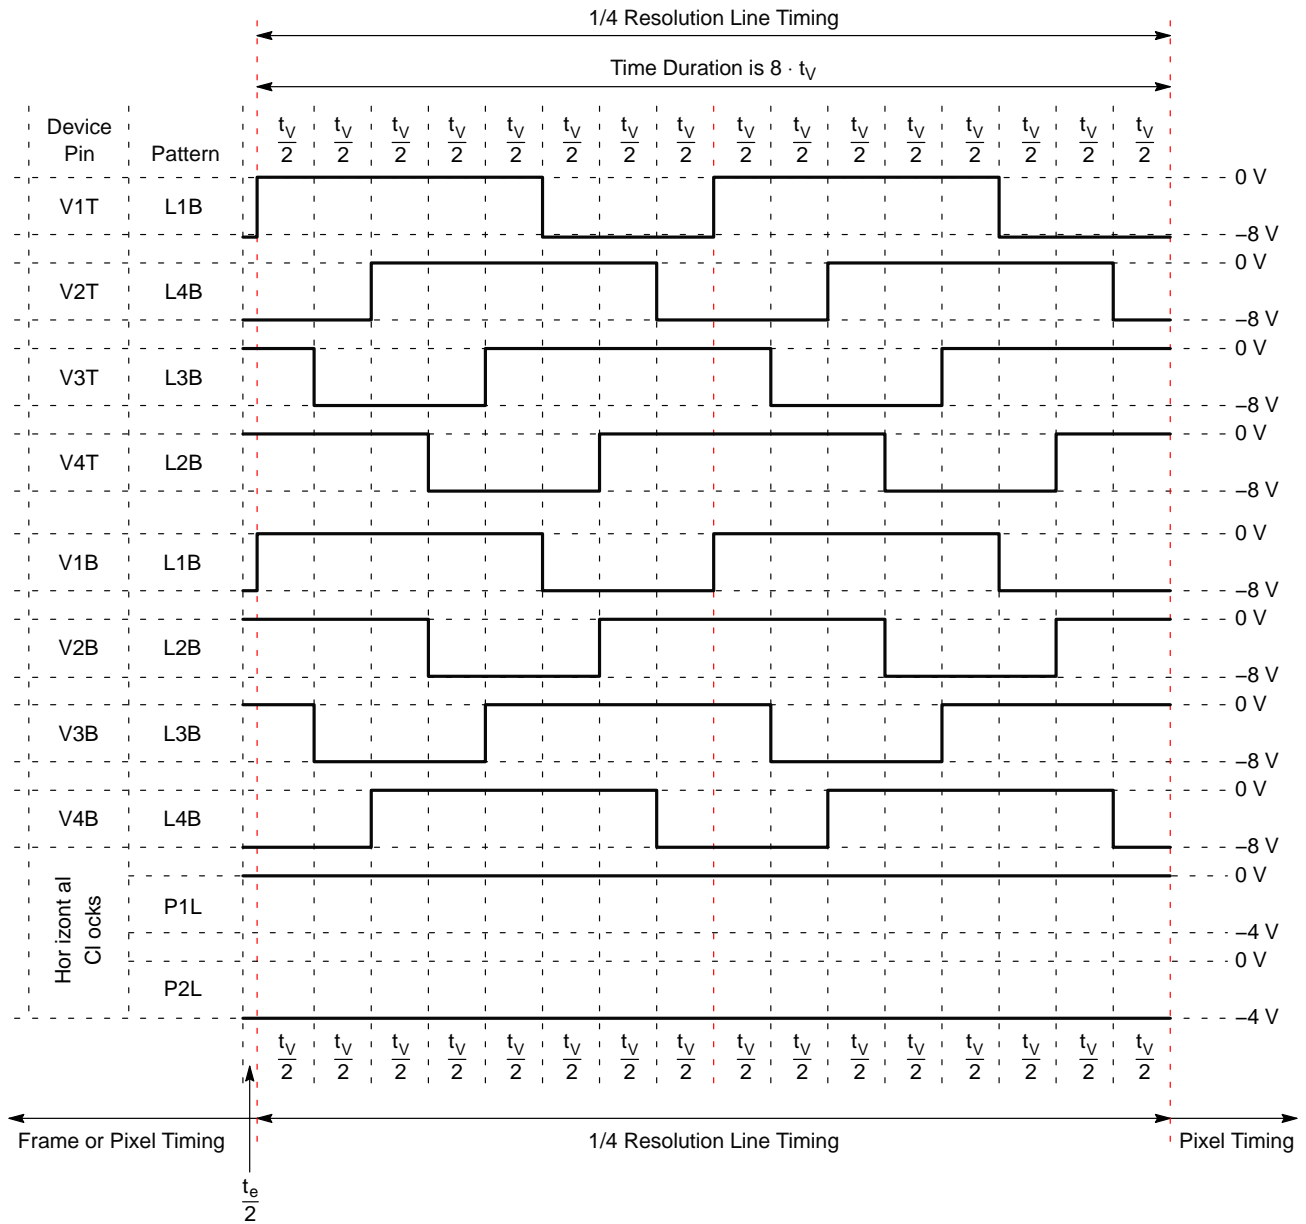 1/4 Resolution Line Timing
Time Duration is 8 · tV
Device Pin Pattern
tV/2 tV/2 tV/2 tV/2 tV/2 tV/2 tV/2 tV/2 tV/2 tV/2 tV/2 tV/2 tV/2 tV/2 tV/2 tV/2
0 V
V1T L1B
–8 V
0 V
V2T L4B
–8 V
0 V
V3T L3B
–8 V
0 V
V4T L2B
–8 V
0 V
V1B L1B
–8 V
0 V
V2B L2B
–8 V
0 V
V3B L3B
–8 V
0 V
V4B L4B
–8 V
0 V
Hor izont al
Cl ocks
P1L
–4 V
0 V
P2L
–4 V
tV/2 tV/2 tV/2 tV/2 tV/2 tV/2 tV/2 tV/2 tV/2 tV/2 tV/2 tV/2 tV/2 tV/2 tV/2 tV/2
Frame or Pixel Timing 1/4 Resolution Line Timing Pixel Timing
te/2